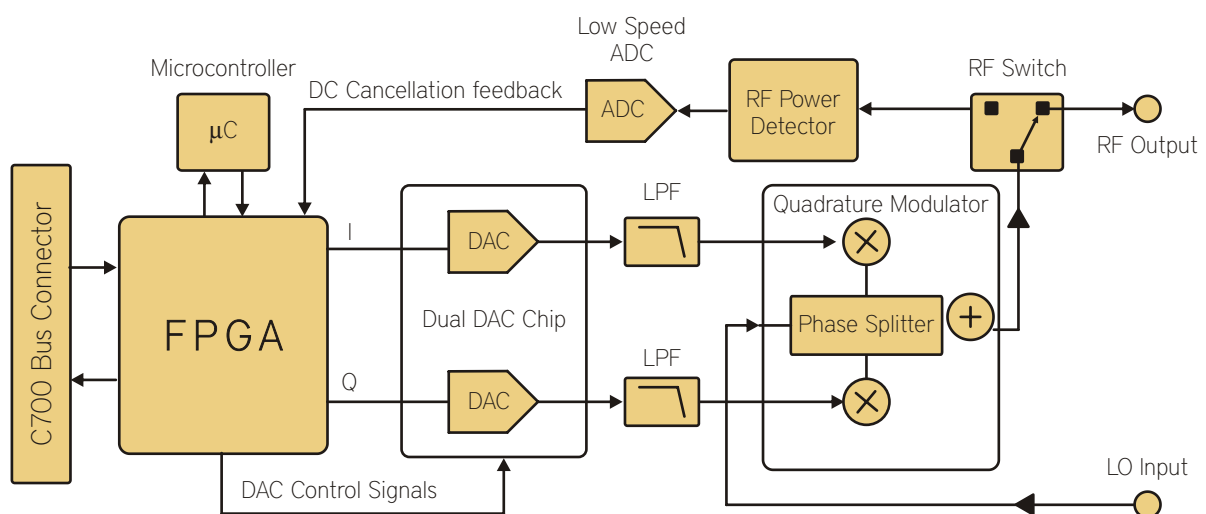 Low Speed
ADC
Microcontroller
RF Switch
DC Cancellation feedback
ADC
RF Power
Detector
μC
RF Output
C700 Bus Connector
LPF
Quadrature Modulator
I
DAC
FPGA
Dual DAC Chip
Phase Splitter
LPF
Q
DAC
DAC Control Signals
LO Input